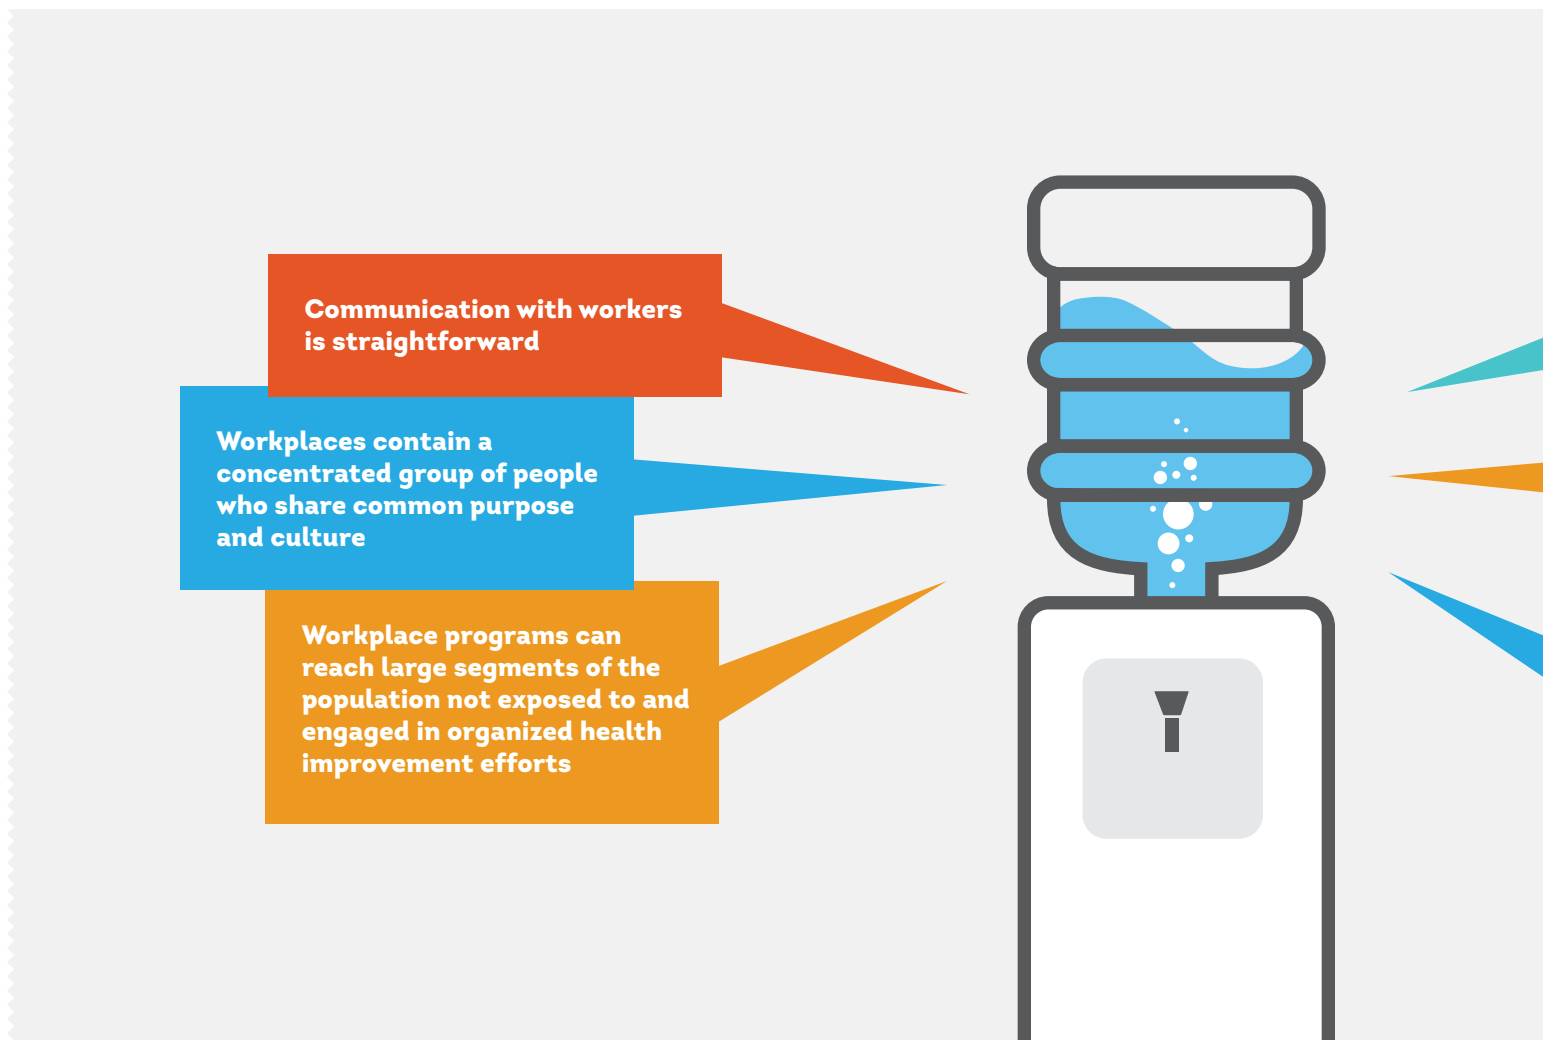 Communication with workers
is straightforward
Workplaces contain a
concentrated group of people
who share common purpose
and culture
Workplace programs can
reach large segments of the
population not exposed to and
engaged in organized health
improvement efforts